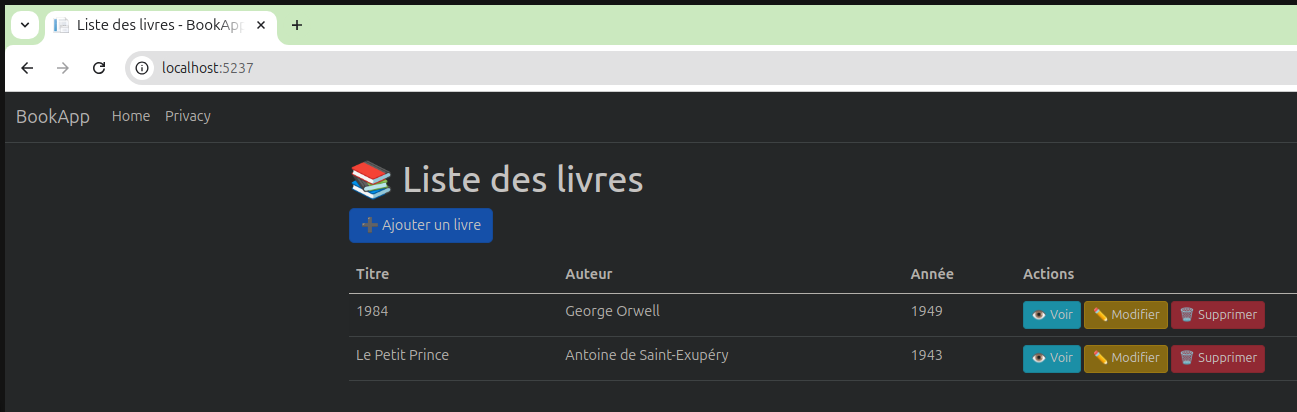 Liste des livres - BookApp
localhost:5237
BookApp Home Privacy
Liste des livres
Ajouter un livre
Titre Auteur Année Actions
1984 George Orwell 1949 Voir Modifier Supprimer
Le Petit Prince Antoine de Saint-Exupéry 1943 Voir Modifier Supprimer